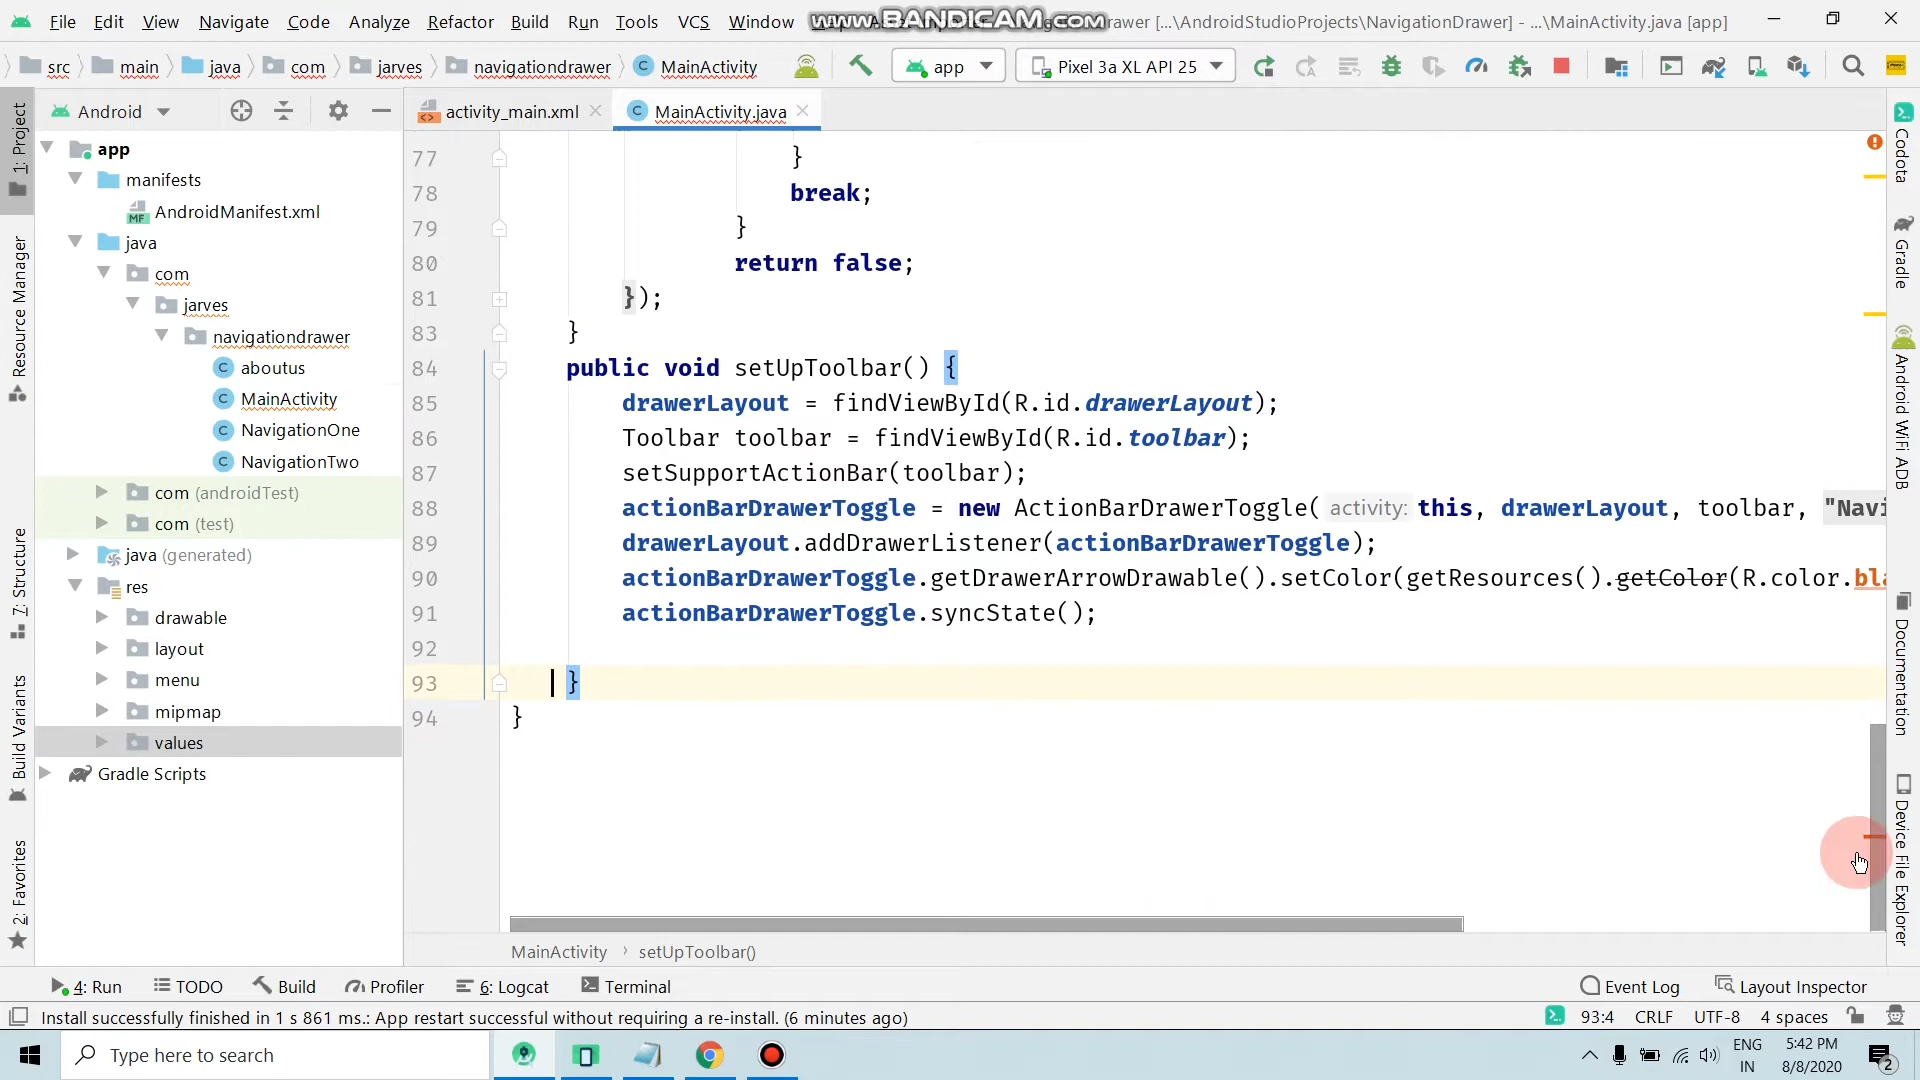 File Edit View Navigate Code Analyze Refactor Build Run Tools VCS Window www.BANDICAM.com [...\AndroidStudioProjects\NavigationDrawer] - ...\MainActivity.java [app]
src main java com jarves navigationdrawer MainActivity app Pixel 3a XL API 25
Android activity_main.xml MainActivity.java
1: Project
Resource Manager
7: Structure
Build Variants
2: Favorites
app
manifests
AndroidManifest.xml
java
com
jarves
navigationdrawer
aboutus
MainActivity
NavigationOne
NavigationTwo
com (androidTest)
com (test)
java (generated)
res
drawable
layout
menu
mipmap
values
Gradle Scripts
77 }
78 break;
79 }
80 return false;
81 });
83 }
84 public void setUpToolbar() {
85 drawerLayout = findViewById(R.id.drawerLayout);
86 Toolbar toolbar = findViewById(R.id.toolbar);
87 setSupportActionBar(toolbar);
88 actionBarDrawerToggle = new ActionBarDrawerToggle( activity: this, drawerLayout, toolbar, "Navi
89 drawerLayout.addDrawerListener(actionBarDrawerToggle);
90 actionBarDrawerToggle.getDrawerArrowDrawable().setColor(getResources().getColor(R.color.bla
91 actionBarDrawerToggle.syncState();
92
93 }
94 }
Codota
Gradle
Android WiFi ADB
Documentation
Device File Explorer
MainActivity › setUpToolbar()
4: Run TODO Build Profiler 6: Logcat Terminal Event Log Layout Inspector
Install successfully finished in 1 s 861 ms.: App restart successful without requiring a re-install. (6 minutes ago) 93:4 CRLF UTF-8 4 spaces
Type here to search ENG IN 5:42 PM 8/8/2020 2